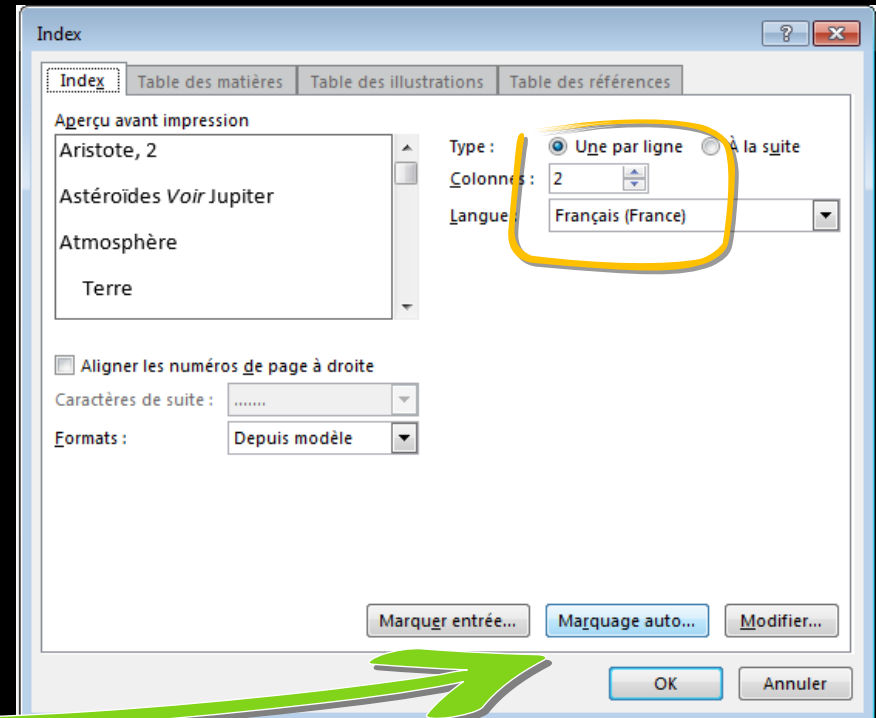 Index
Index Table des matières Table des illustrations Table des références
Aperçu avant impression
Aristote, 2
Astéroïdes Voir Jupiter
Atmosphère
Terre
Type : Une par ligne À la suite
Colonnes : 2
Langue : Français (France)
Aligner les numéros de page à droite
Caractères de suite : .......
Formats : Depuis modèle
Marquer entrée... Marquage auto... Modifier...
OK Annuler